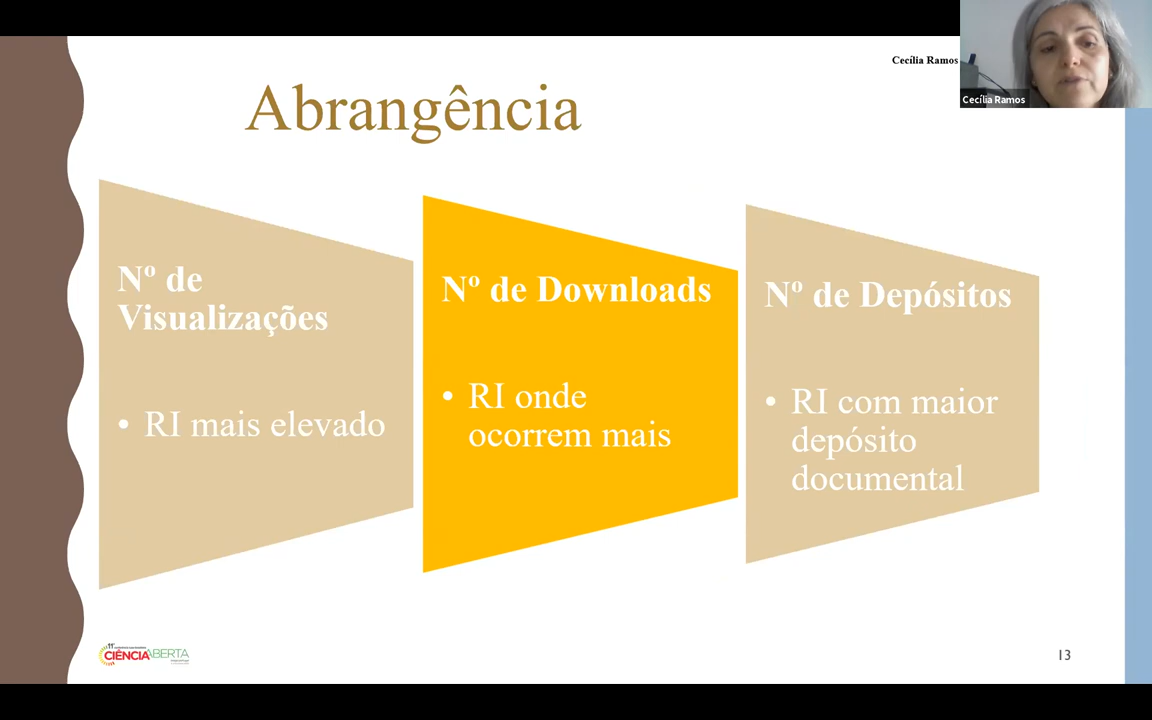 Cecília Ramos
Cecília Ramos
Abrangência
Nº de
Visualizações
• RI mais elevado
Nº de Downloads
• RI onde
ocorrem mais
Nº de Depósitos
• RI com maior
depósito
documental
CIÊNCIA ABERTA
13